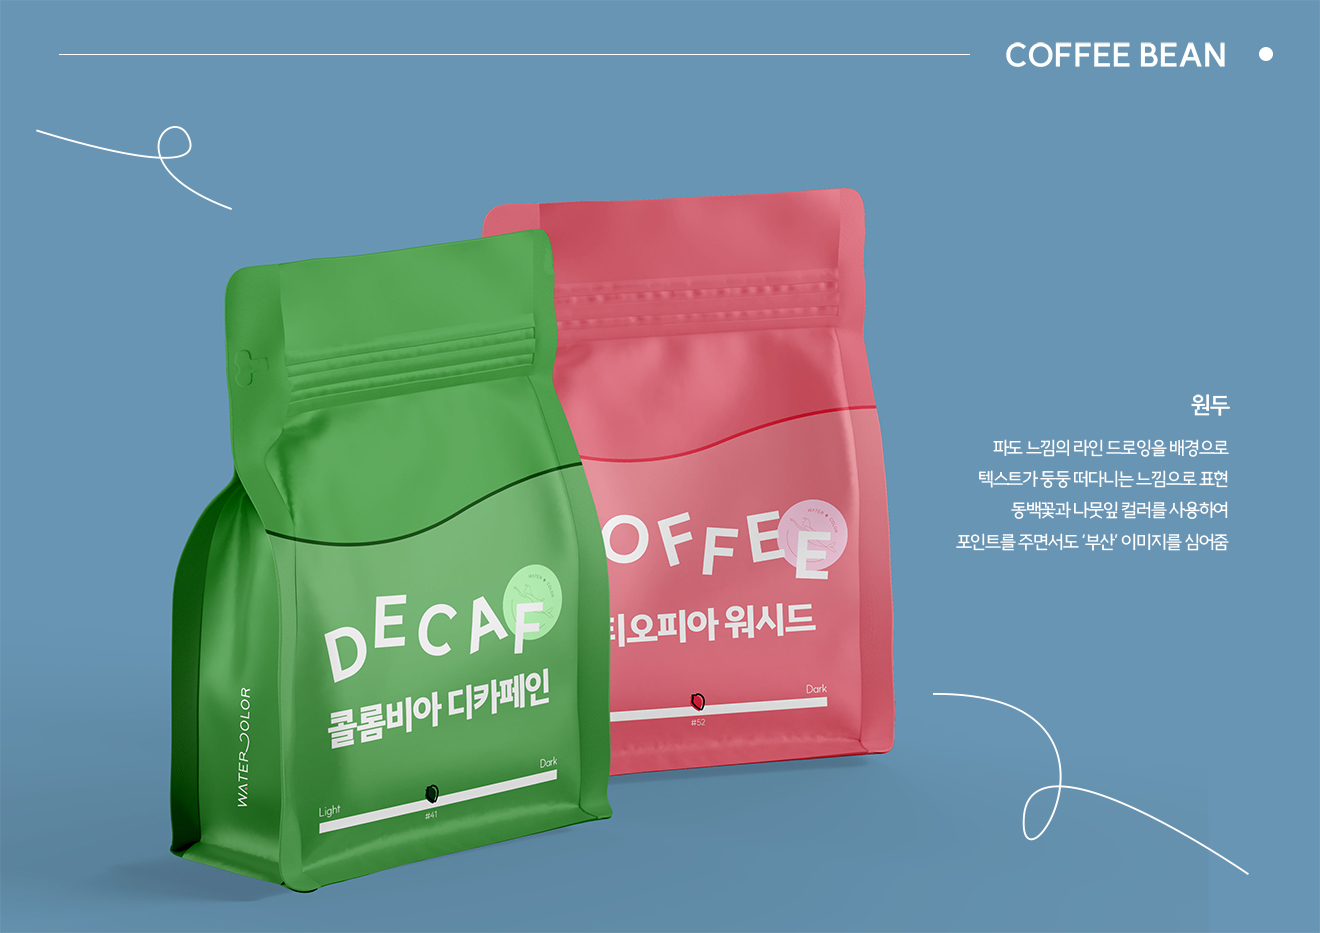 COFFEE BEAN
원두
파도 느낌의 라인 드로잉을 배경으로
텍스트가 둥둥 떠다니는 느낌으로 표현
동백꽃과 나뭇잎 컬러를 사용하여
포인트를 주면서도 '부산' 이미지를 심어줌
OFFEE
WATER COLOR
티오피아 워시드
Dark
#52
DECAF
콜롬비아 디카페인
Light
Dark
#41
WATER COLOR